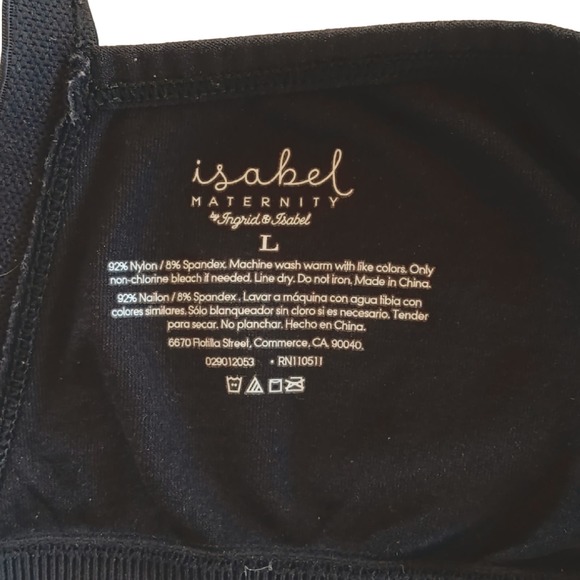 isabel
MATERNITY
by Ingrid & Isabel
L
92% Nylon / 8% Spandex. Machine wash warm with like colors. Only
non-chlorine bleach if needed. Line dry. Do not iron, Made in China.
92% Nailon / 8% Spandex . Lavar a máquina con agua tibia con
colores similares. Sólo blanqueador sin cloro si es necesario. Tender
para secar. No planchar. Hecho en China.
6670 Flotilla Street, Commerce, CA. 90040.
029012053 • RN110511